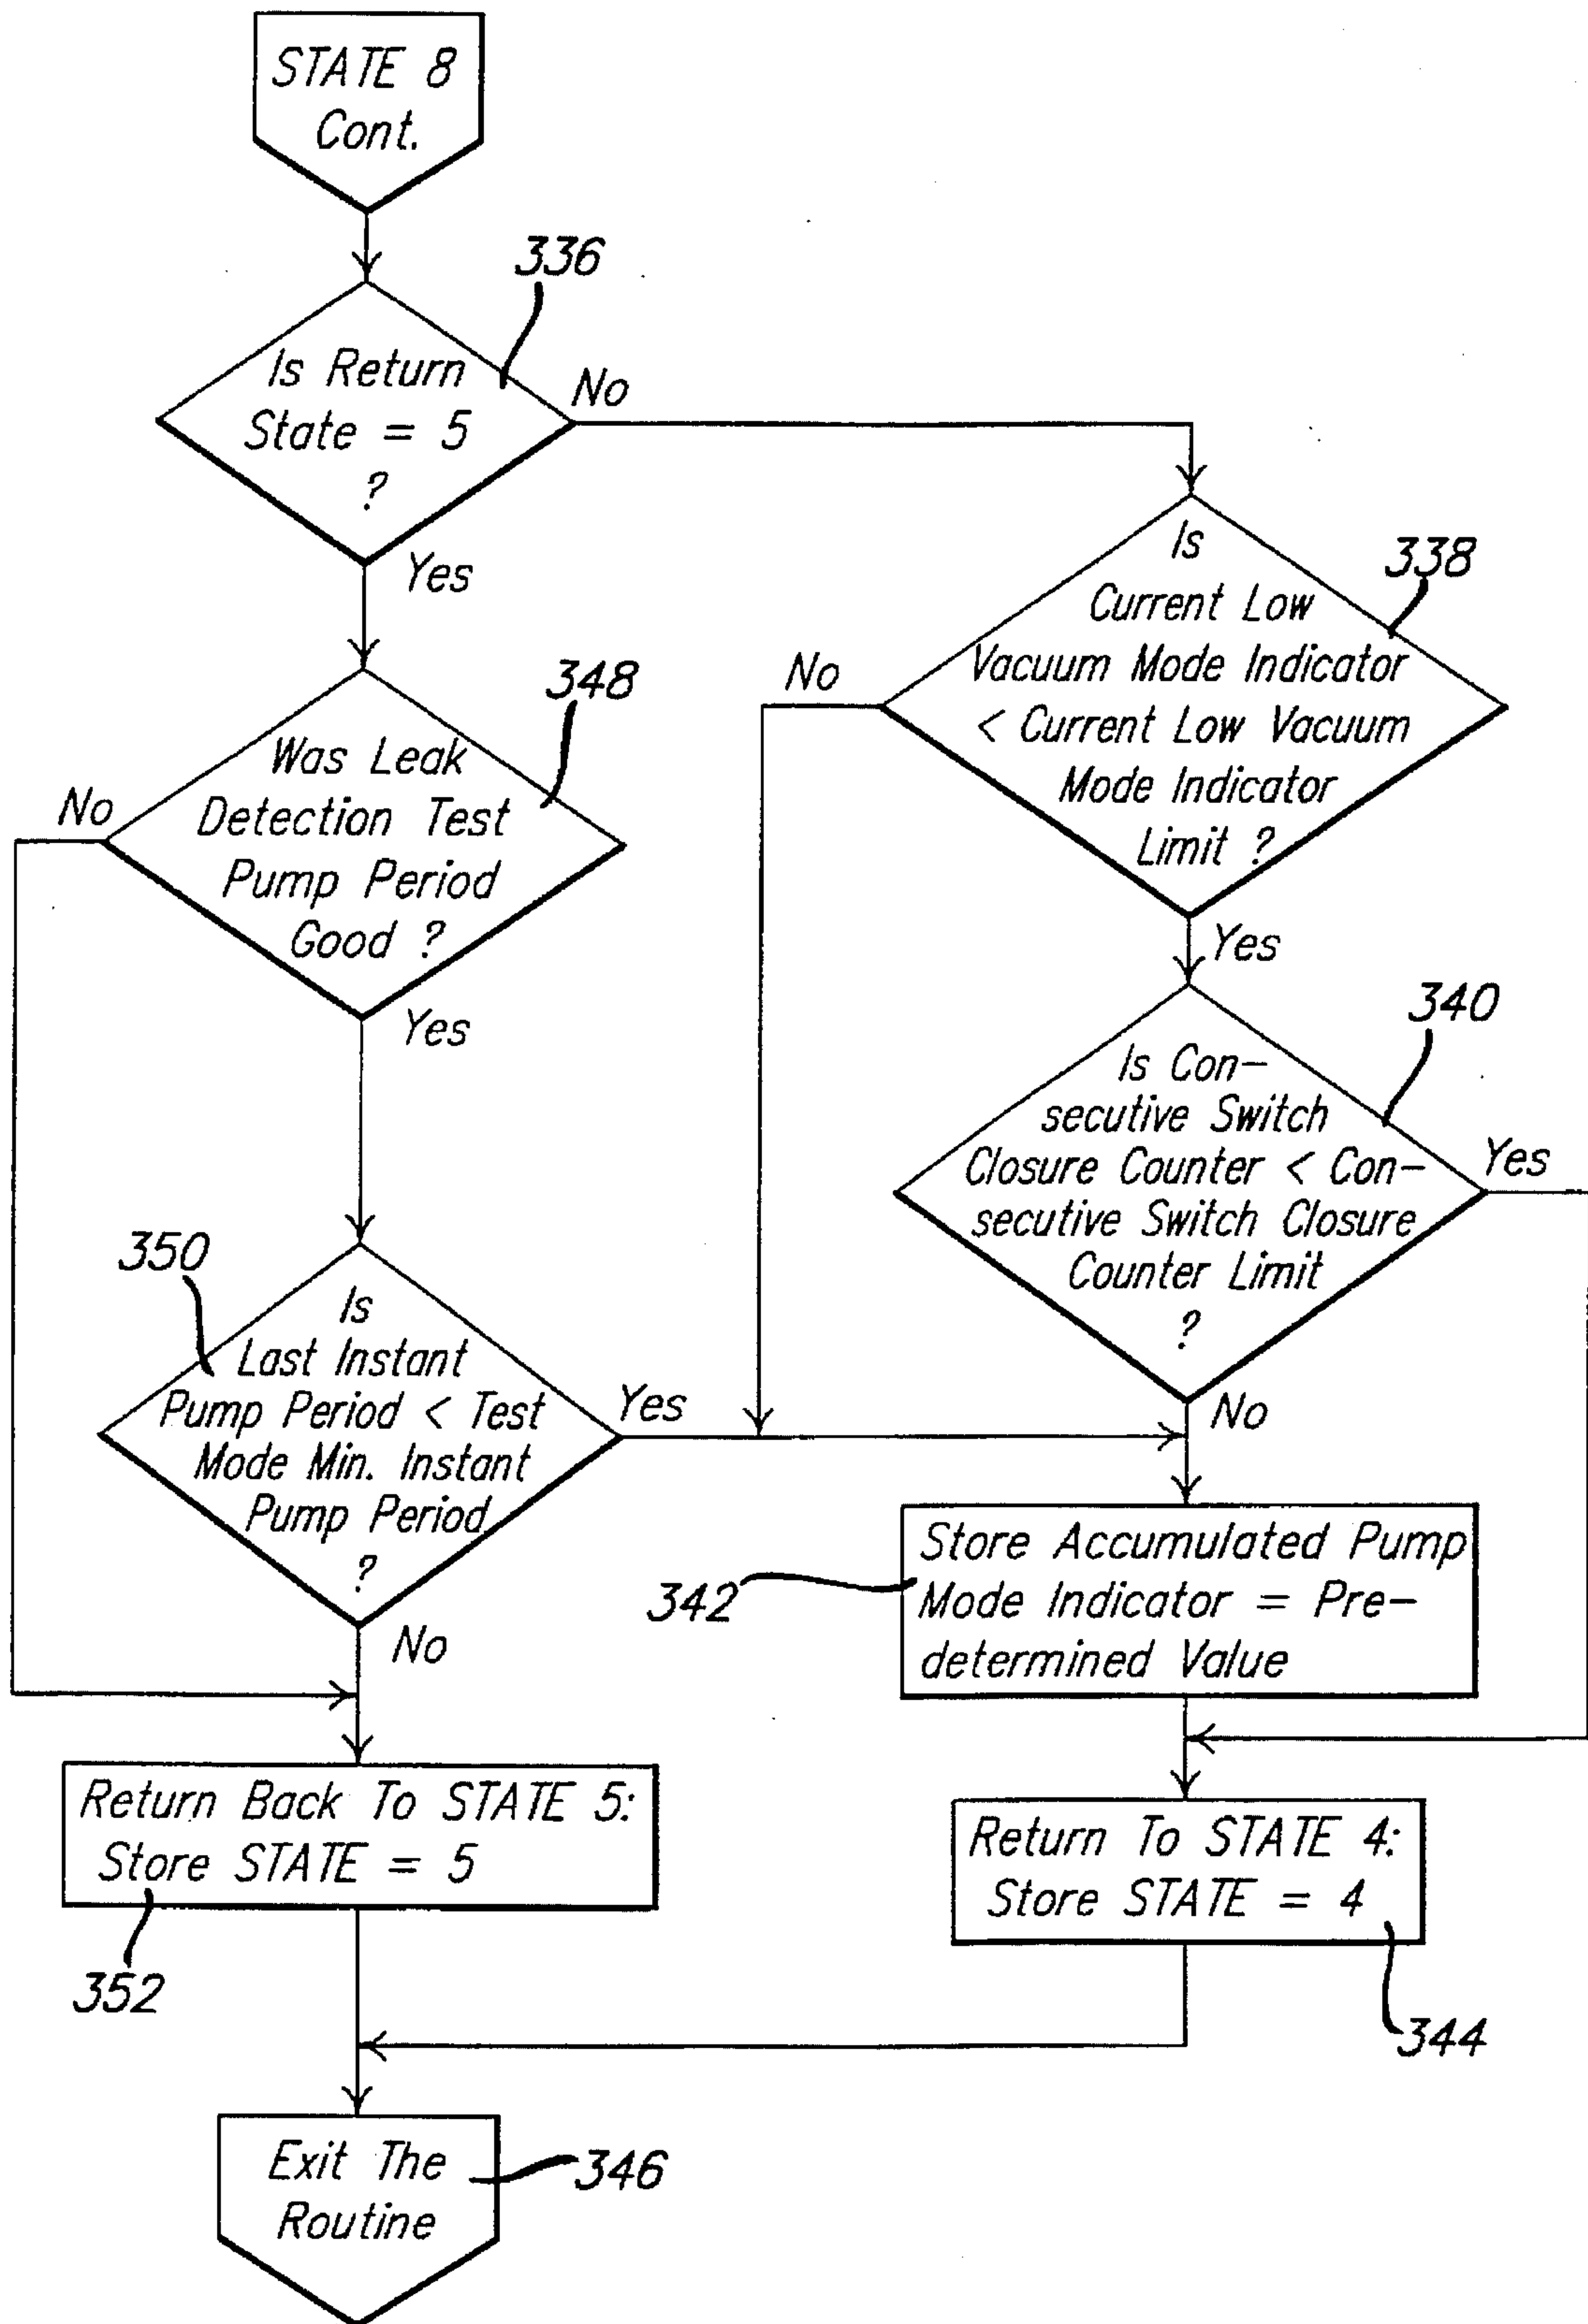 STATE 8
Cont.
336
Is Return
State = 5
?
No
Yes
338
Is
Current Low
Vacuum Mode Indicator
< Current Low Vacuum
Mode Indicator
Limit ?
No
Yes
348
Was Leak
Detection Test
Pump Period
Good ?
No
Yes
340
Is Con-
secutive Switch
Closure Counter < Con-
secutive Switch Closure
Counter Limit
?
Yes
No
350
Is
Last Instant
Pump Period < Test
Mode Min. Instant
Pump Period
?
Yes
No
342
Store Accumulated Pump
Mode Indicator = Pre-
determined Value
Return Back To STATE 5:
Store STATE = 5
352
Return To STATE 4:
Store STATE = 4
344
Exit The
Routine
346